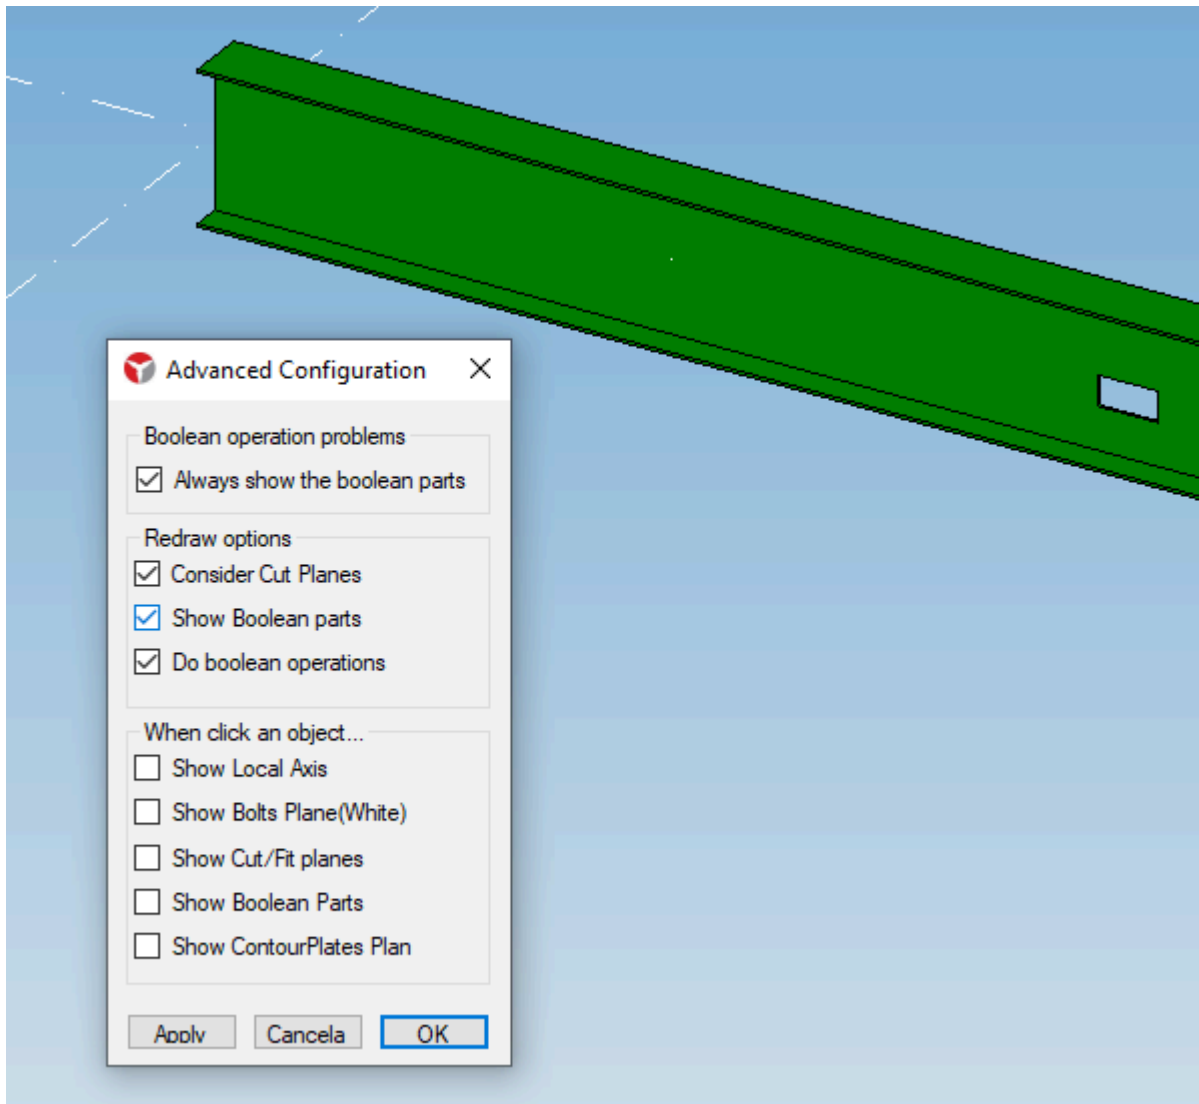 Advanced Configuration
Boolean operation problems
Always show the boolean parts
Redraw options
Consider Cut Planes
Show Boolean parts
Do boolean operations
When click an object...
Show Local Axis
Show Bolts Plane(White)
Show Cut/Fit planes
Show Boolean Parts
Show ContourPlates Plan
Apply Cancela OK